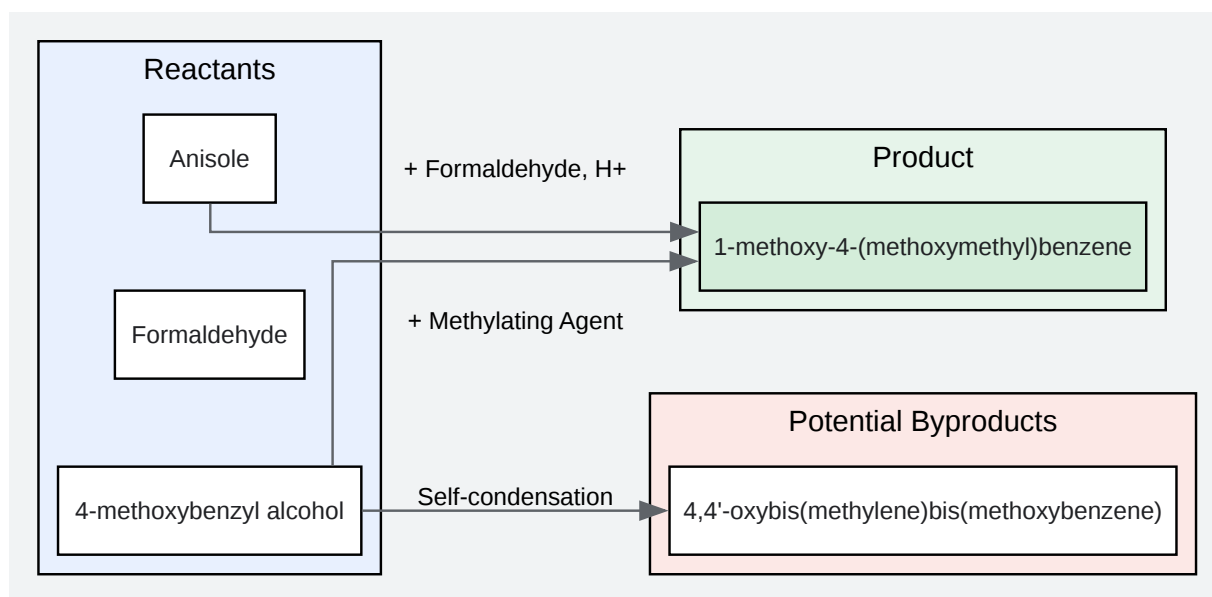 Reactants
Anisole
Formaldehyde
4-methoxybenzyl alcohol
+ Formaldehyde, H+
+ Methylating Agent
Self-condensation
Product
1-methoxy-4-(methoxymethyl)benzene
Potential Byproducts
4,4'-oxybis(methylene)bis(methoxybenzene)